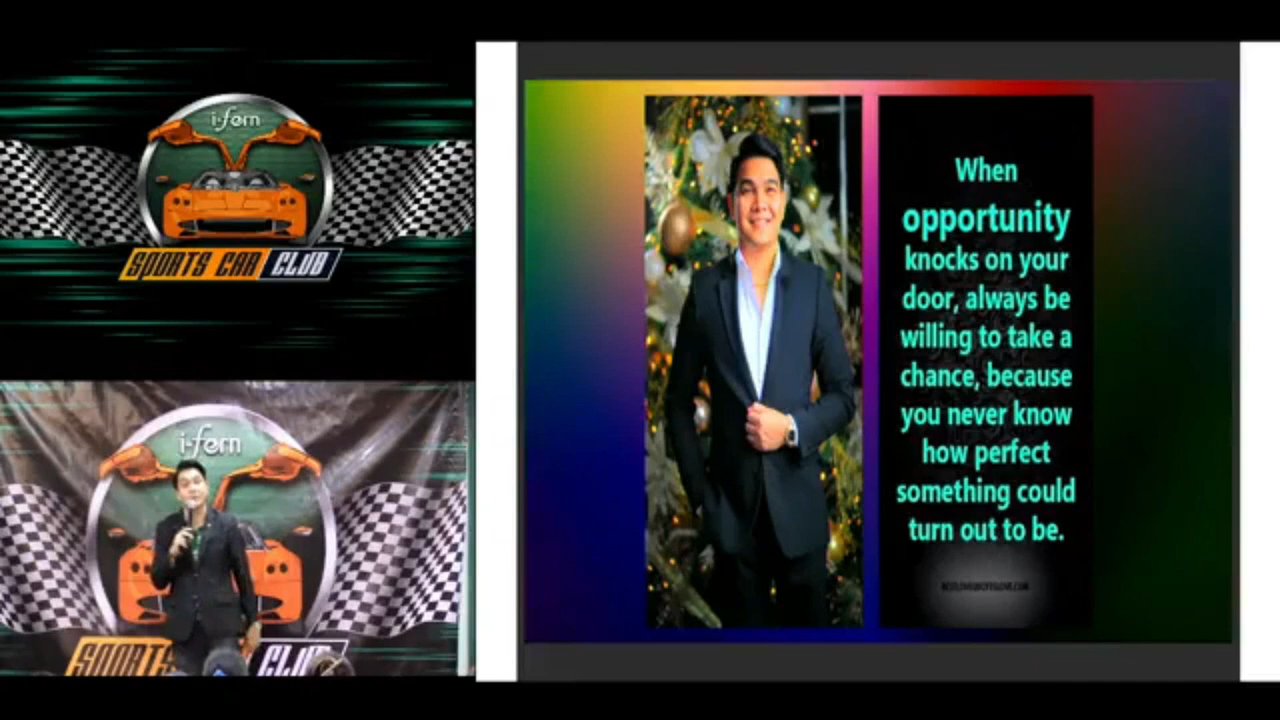 i-fern
SPORTS CAR CLUB
i-fern
SPORTS CLUB
When
opportunity
knocks on your
door, always be
willing to take a
chance, because
you never know
how perfect
something could
turn out to be.